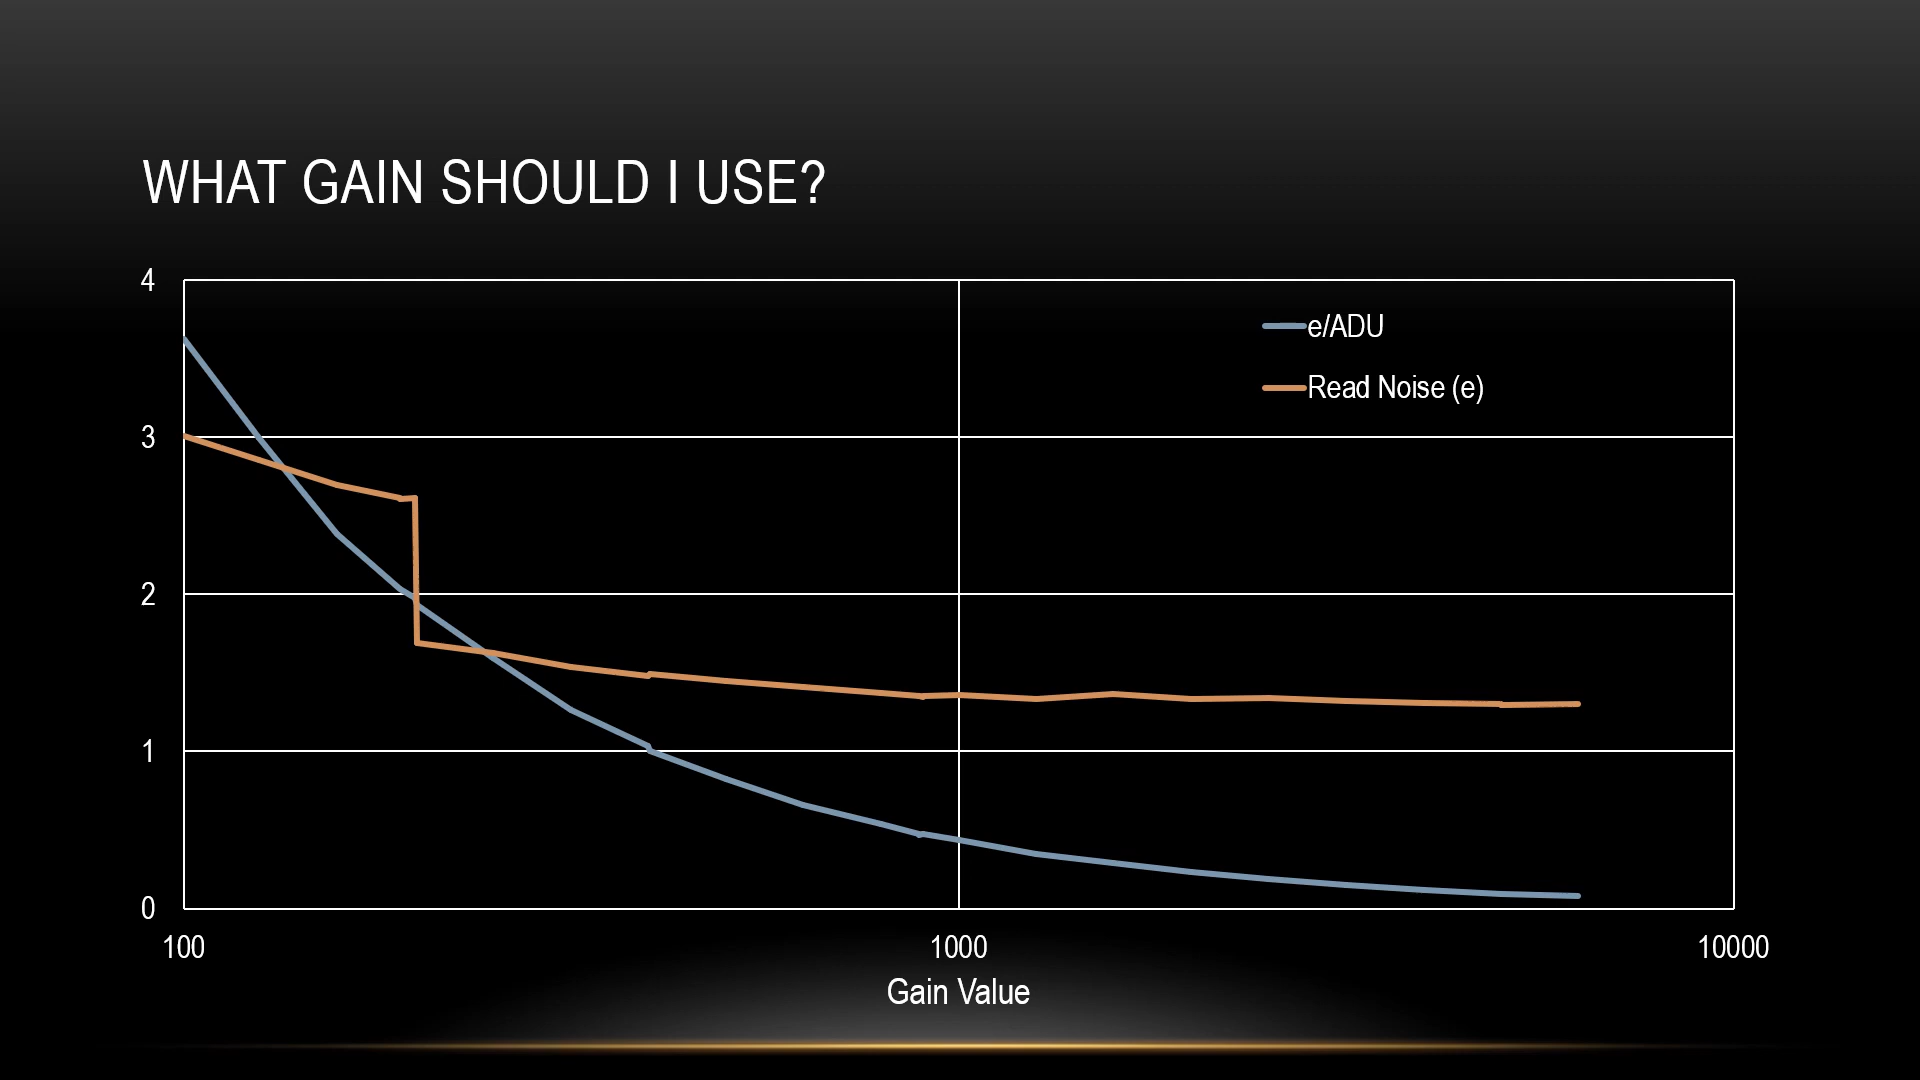 WHAT GAIN SHOULD I USE?
4
e/ADU
Read Noise (e)
3
2
1
0
100 1000 10000
Gain Value